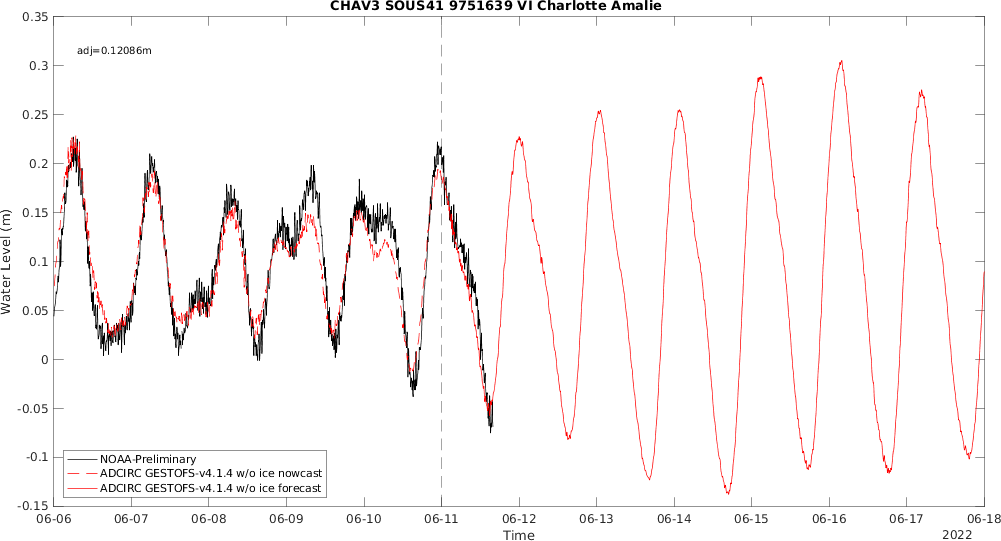 CHAV3 SOUS41 9751639 VI Charlotte Amalie
adj=0.12086m
0.35
0.3
0.25
0.2
0.15
0.1
0.05
0
-0.05
-0.1
-0.15
Water Level (m)
NOAA-Preliminary
ADCIRC GESTOFS-v4.1.4 w/o ice nowcast
ADCIRC GESTOFS-v4.1.4 w/o ice forecast
06-06 06-07 06-08 06-09 06-10 06-11 06-12 06-13 06-14 06-15 06-16 06-17 06-18
Time
2022